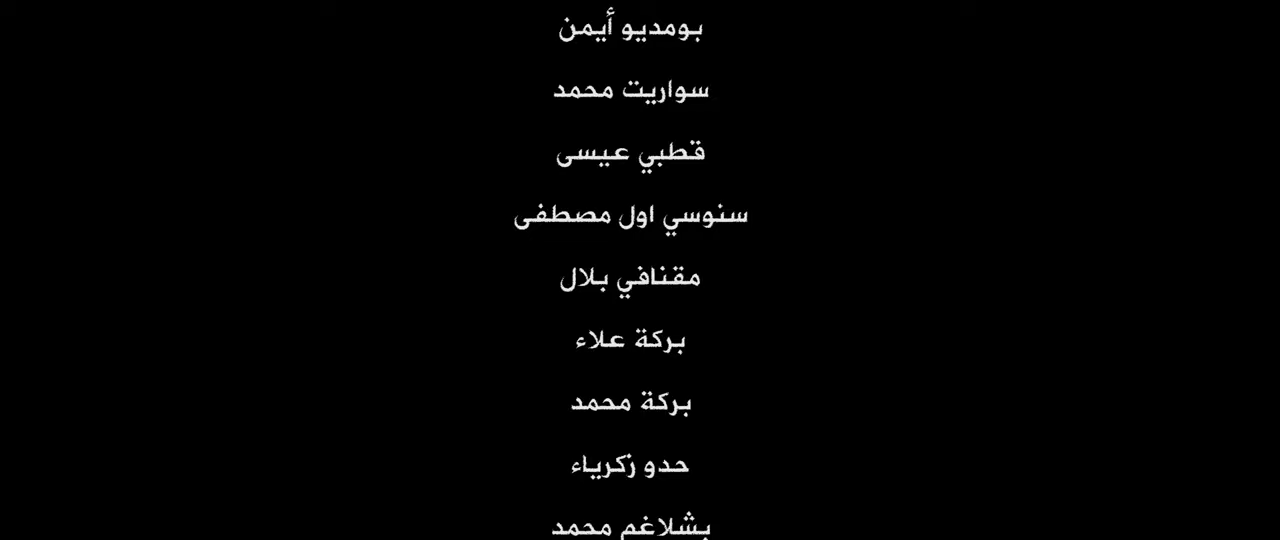 بومديو أيمن
سواريت محمد
قطبي عيسى
سنوسي اول مصطفى
مقنافي بلال
بركة علاء
بركة محمد
حدو زكرياء
بشلاغم محمد